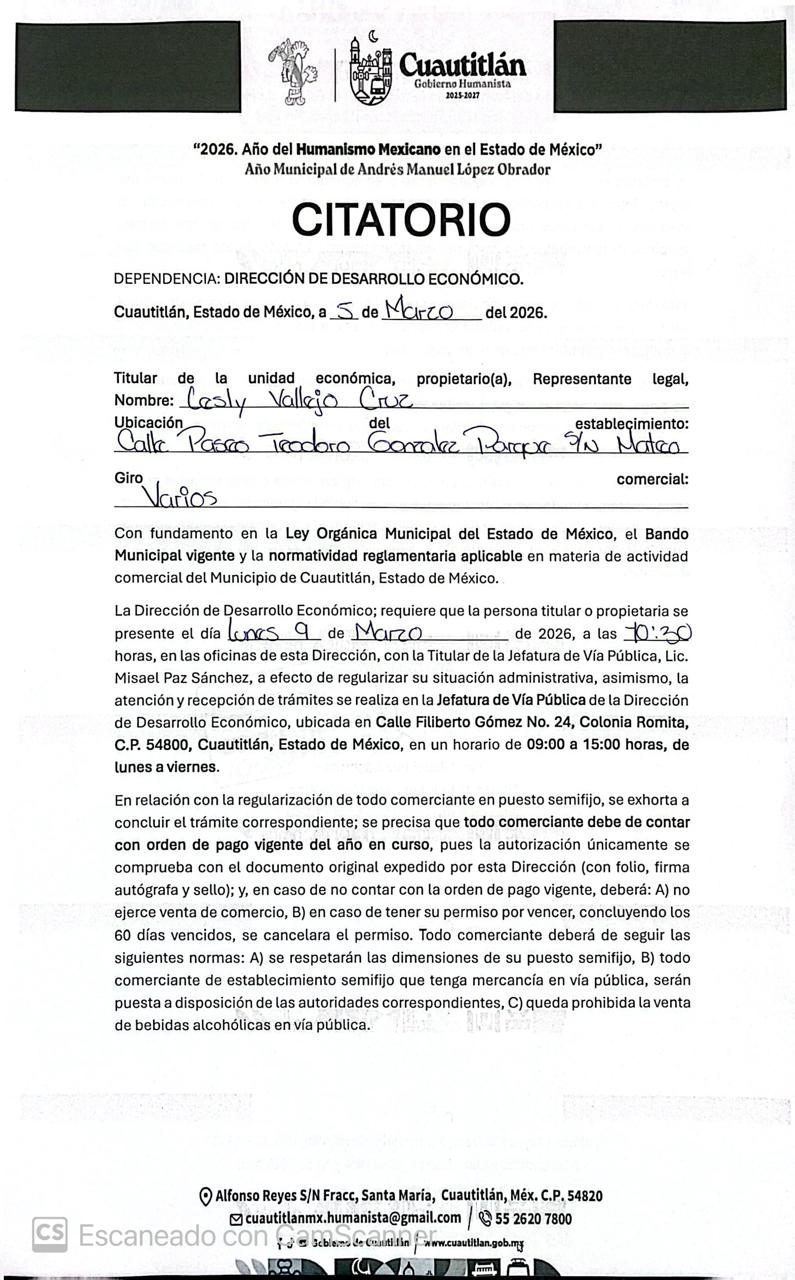 Cuautitlán
Gobierno Humanista
2025-2027
“2026. Año del Humanismo Mexicano en el Estado de México”
Año Municipal de Andrés Manuel López Obrador
CITATORIO
DEPENDENCIA: DIRECCIÓN DE DESARROLLO ECONÓMICO.
Cuautitlán, Estado de México, a 5 de Marzo del 2026.
Titular de la unidad económica, propietario(a), Representante legal,
Nombre: Lesly Vallejo Cruz
Ubicación del establecimiento:
Calle Paseo Teodoro Gonzalez Parque S/N Mateo
Giro comercial:
Varios
Con fundamento en la Ley Orgánica Municipal del Estado de México, el Bando
Municipal vigente y la normatividad reglamentaria aplicable en materia de actividad
comercial del Municipio de Cuautitlán, Estado de México.
La Dirección de Desarrollo Económico; requiere que la persona titular o propietaria se
presente el día lunes 9 de Marzo de 2026, a las 10:30
horas, en las oficinas de esta Dirección, con la Titular de la Jefatura de Vía Pública, Lic.
Misael Paz Sánchez, a efecto de regularizar su situación administrativa, asimismo, la
atención y recepción de trámites se realiza en la Jefatura de Vía Pública de la Dirección
de Desarrollo Económico, ubicada en Calle Filiberto Gómez No. 24, Colonia Romita,
C.P. 54800, Cuautitlán, Estado de México, en un horario de 09:00 a 15:00 horas, de
lunes a viernes.
En relación con la regularización de todo comerciante en puesto semifijo, se exhorta a
concluir el trámite correspondiente; se precisa que todo comerciante debe de contar
con orden de pago vigente del año en curso, pues la autorización únicamente se
comprueba con el documento original expedido por esta Dirección (con folio, firma
autógrafa y sello); y, en caso de no contar con la orden de pago vigente, deberá: A) no
ejerce venta de comercio, B) en caso de tener su permiso por vencer, concluyendo los
60 días vencidos, se cancelara el permiso. Todo comerciante deberá de seguir las
siguientes normas: A) se respetarán las dimensiones de su puesto semifijo, B) todo
comerciante de establecimiento semifijo que tenga mercancía en vía pública, serán
puesta a disposición de las autoridades correspondientes, C) queda prohibida la venta
de bebidas alcohólicas en vía pública.
Alfonso Reyes S/N Fracc, Santa María, Cuautitlán, Méx. C.P. 54820
cuautitlanmx.humanista@gmail.com | 55 2620 7800
CS Escaneado con CamScanner
Gobierno de Cuautitlán | www.cuautitlan.gob.mx